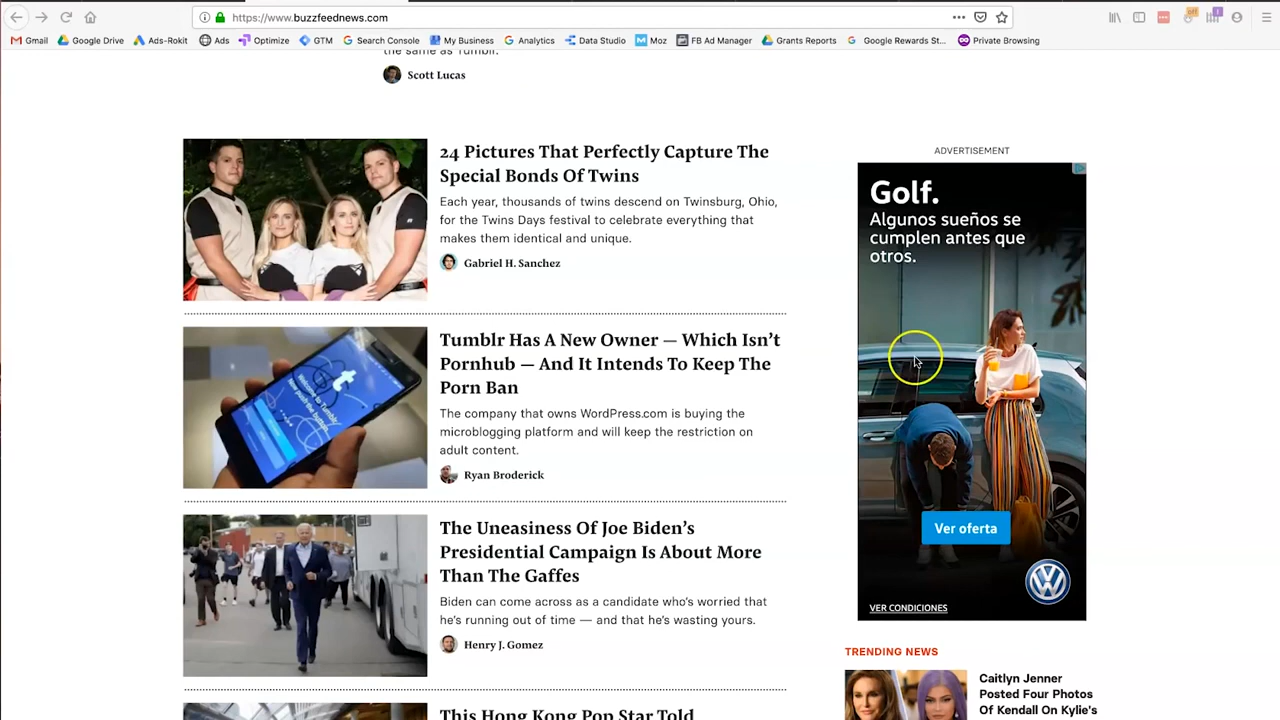 https://www.buzzfeednews.com
Gmail
Google Drive
Ads-Rokit
Ads
Optimize
GTM
Search Console
My Business
Analytics
Data Studio
Moz
FB Ad Manager
Grants Reports
Google Rewards St...
Private Browsing
the same as Tumblr.
Scott Lucas
24 Pictures That Perfectly Capture The
Special Bonds Of Twins
Each year, thousands of twins descend on Twinsburg, Ohio,
for the Twins Days festival to celebrate everything that
makes them identical and unique.
Gabriel H. Sanchez
Tumblr Has A New Owner — Which Isn’t
Pornhub — And It Intends To Keep The
Porn Ban
The company that owns WordPress.com is buying the
microblogging platform and will keep the restriction on
adult content.
Ryan Broderick
The Uneasiness Of Joe Biden’s
Presidential Campaign Is About More
Than The Gaffes
Biden can come across as a candidate who’s worried that
he’s running out of time — and that he’s wasting yours.
Henry J. Gomez
This Hong Kong Pop Star Told
ADVERTISEMENT
Golf.
Algunos sueños se
cumplen antes que
otros.
Ver oferta
VER CONDICIONES
TRENDING NEWS
Caitlyn Jenner
Posted Four Photos
Of Kendall On Kylie's